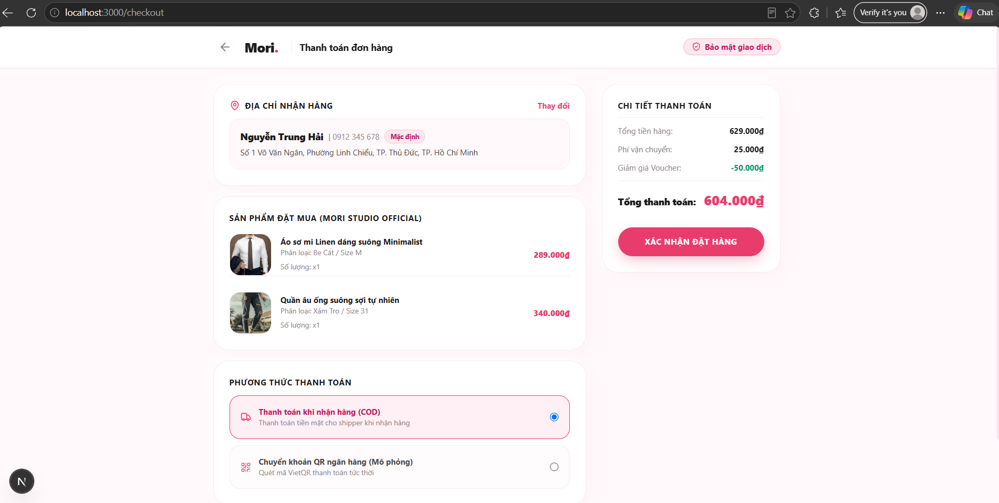 localhost:3000/checkout
Verify it's you
Chat
Mori.
Thanh toán đơn hàng
Bảo mật giao dịch
ĐỊA CHỈ NHẬN HÀNG
Thay đổi
Nguyễn Trung Hải | 0912 345 678 Mặc định
Số 1 Võ Văn Ngân, Phường Linh Chiểu, TP. Thủ Đức, TP. Hồ Chí Minh
SẢN PHẨM ĐẶT MUA (MORI STUDIO OFFICIAL)
Áo sơ mi Linen dáng suông Minimalist
Phân loại: Be Cát / Size M
Số lượng: x1
289.000₫
Quần âu ống suông sợi tự nhiên
Phân loại: Xám Tro / Size 31
Số lượng: x1
340.000₫
PHƯƠNG THỨC THANH TOÁN
Thanh toán khi nhận hàng (COD)
Thanh toán tiền mặt cho shipper khi nhận hàng
Chuyển khoản QR ngân hàng (Mô phỏng)
Quét mã VietQR thanh toán tức thời
CHI TIẾT THANH TOÁN
Tổng tiền hàng: 629.000₫
Phí vận chuyển: 25.000₫
Giảm giá Voucher: -50.000₫
Tổng thanh toán: 604.000₫
XÁC NHẬN ĐẶT HÀNG
N